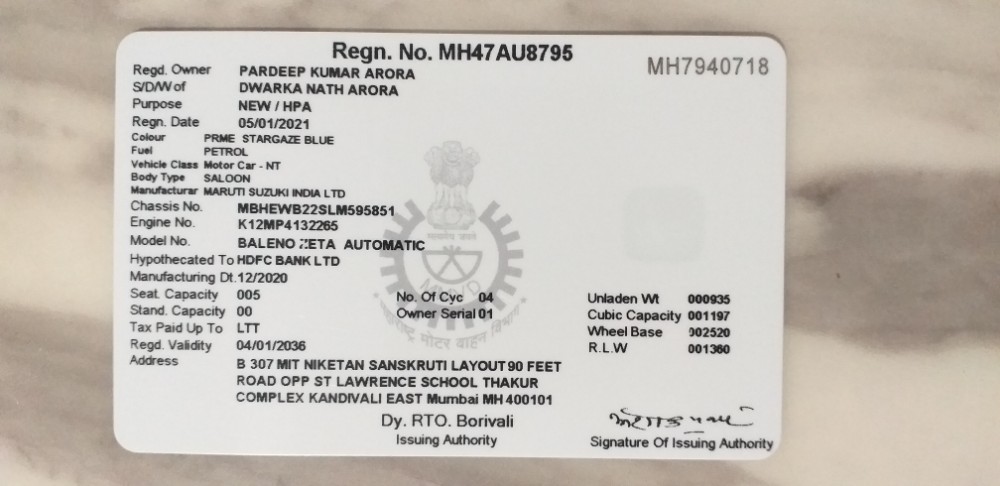 Regn. No. MH47AU8795
MH7940718
Regd. Owner PARDEEP KUMAR ARORA
S/D/W of DWARKA NATH ARORA
Purpose NEW / HPA
Regn. Date 05/01/2021
Colour PRME STARGAZE BLUE
Fuel PETROL
Vehicle Class Motor Car - NT
Body Type SALOON
Manufacturar MARUTI SUZUKI INDIA LTD
Chassis No. MBHEWB22SLM595851
Engine No. K12MP4132265
Model No. BALENO ZETA AUTOMATIC
Hypothecated To HDFC BANK LTD
Manufacturing Dt. 12/2020
Seat. Capacity 005 No. Of Cyc 04 Unladen Wt 000935
Stand. Capacity 00 Owner Serial 01 Cubic Capacity 001197
Tax Paid Up To LTT Wheel Base 002520
Regd. Validity 04/01/2036 R.L.W 001360
Address B 307 MIT NIKETAN SANSKRUTI LAYOUT 90 FEET
ROAD OPP ST LAWRENCE SCHOOL THAKUR
COMPLEX KANDIVALI EAST Mumbai MH 400101
Dy. RTO. Borivali
Issuing Authority
Signature Of Issuing Authority
मोटर वाहन विभाग